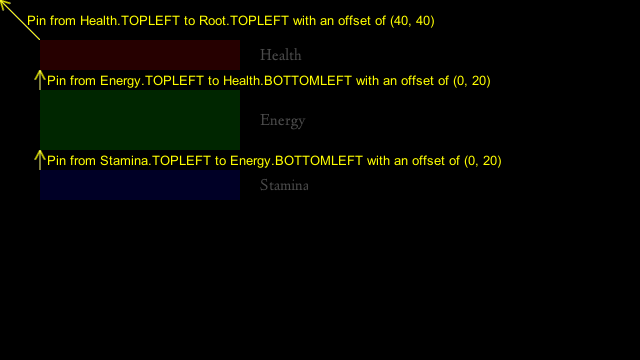 Pin from Health.TOPLEFT to Root.TOPLEFT with an offset of (40, 40)
Health
Pin from Energy.TOPLEFT to Health.BOTTOMLEFT with an offset of (0, 20)
Energy
Pin from Stamina.TOPLEFT to Energy.BOTTOMLEFT with an offset of (0, 20)
Stamina